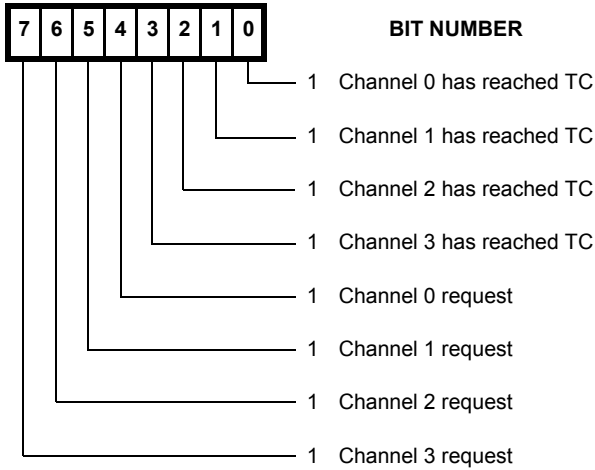 7 6 5 4 3 2 1 0 BIT NUMBER
1 Channel 0 has reached TC
1 Channel 1 has reached TC
1 Channel 2 has reached TC
1 Channel 3 has reached TC
1 Channel 0 request
1 Channel 1 request
1 Channel 2 request
1 Channel 3 request